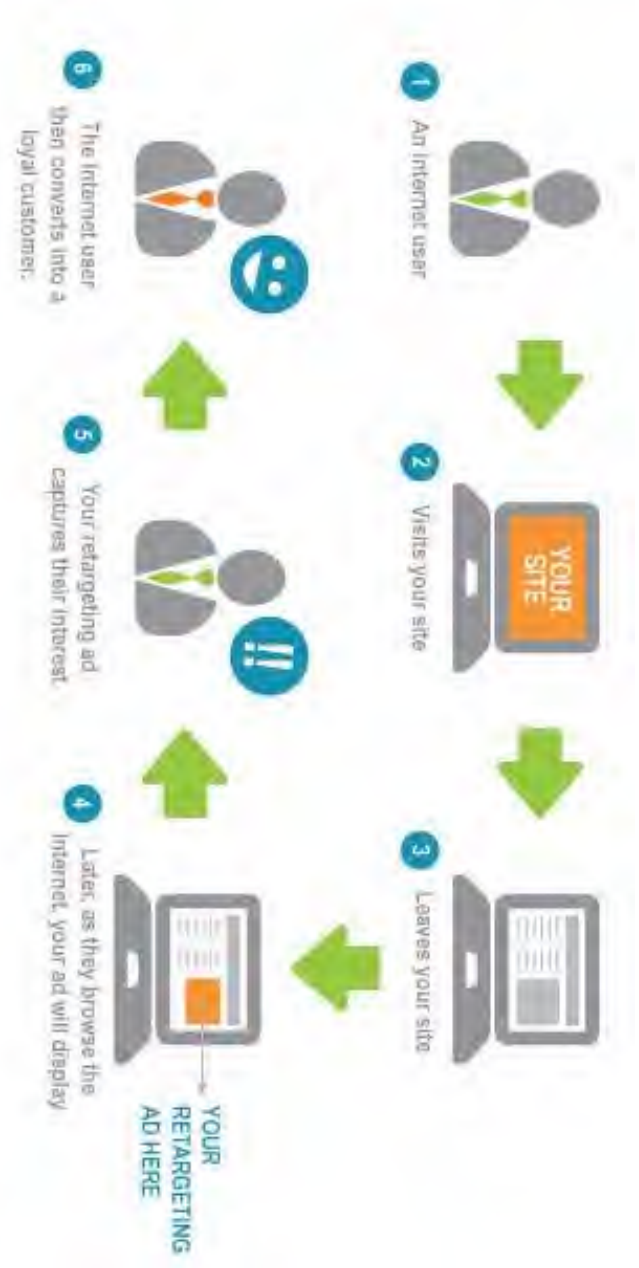 1 An internet user
YOUR
SITE
2 Visits your site
3 Leaves your site
YOUR
RETARGETING
AD HERE
4 Later, as they browse the
Internet, your ad will display
!!
5 Your retargeting ad
captures their interest
6 The Internet user
then converts into a
loyal customer.